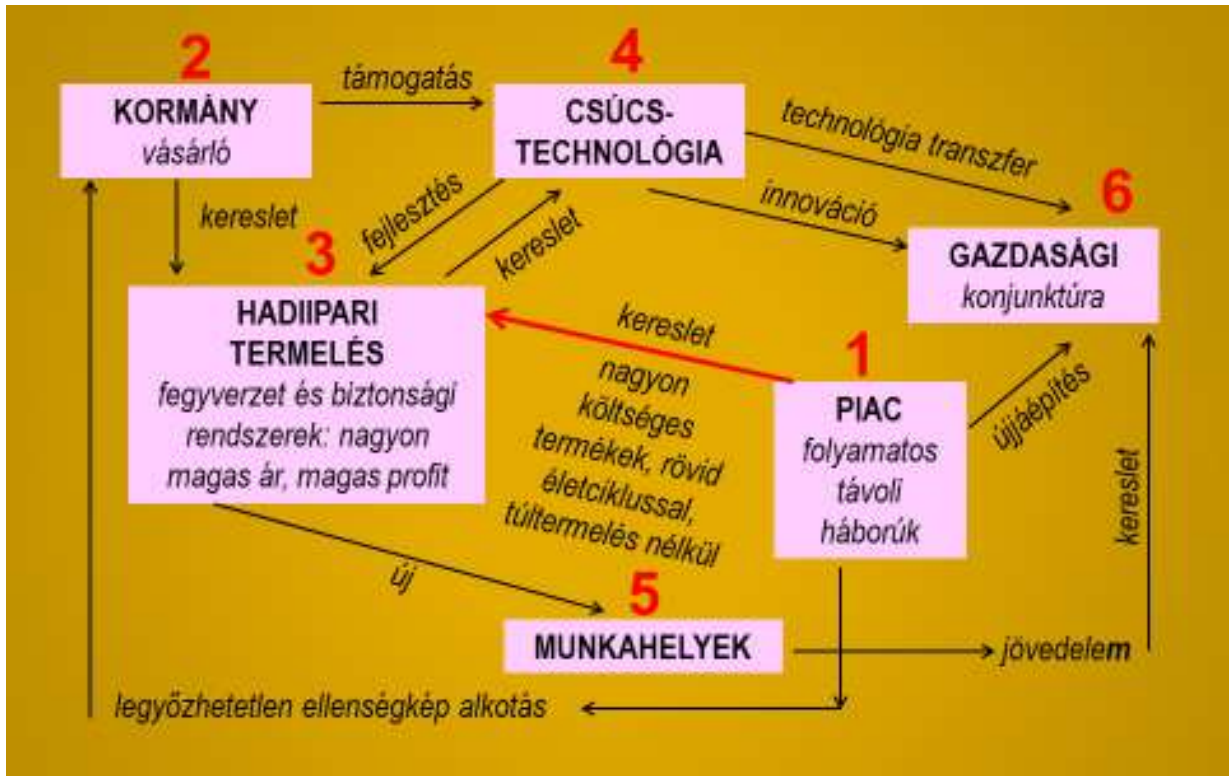 2
KORMÁNY
vásárló
támogatás
4
CSÚCS-
TECHNOLÓGIA
technológia transzfer
innováció
6
GAZDASÁGI
konjunktúra
kereslet
fejlesztés
kereslet
3
HADIIPARI
TERMELÉS
fegyverzet és biztonsági
rendszerek: nagyon
magas ár, magas profit
kereslet
nagyon
költséges
termékek, rövid
életciklussal,
túltermelés nélkül
1
PIAC
folyamatos
távoli
háborúk
újjáépítés
kereslet
új
5
MUNKAHELYEK
jövedelem
legyőzhetetlen ellenségkép alkotás